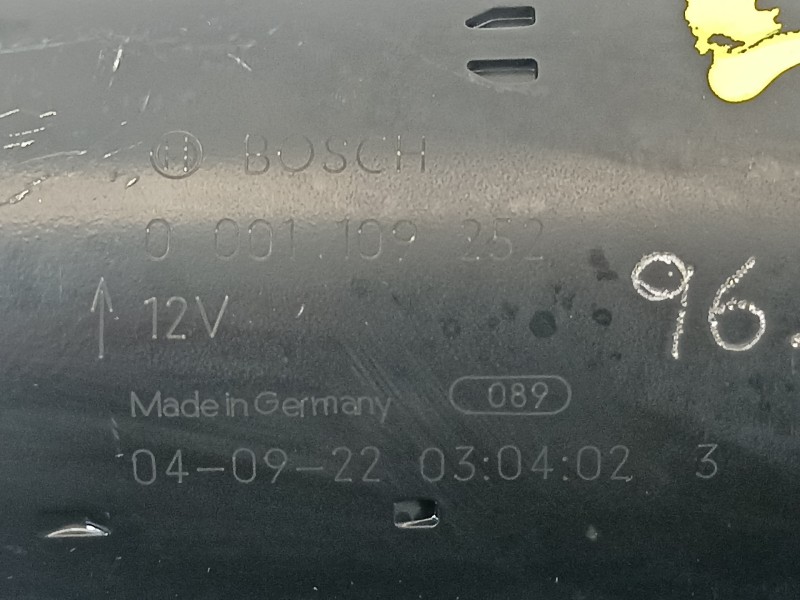 BOSCH
0 001 109 252
12V
96
Made in Germany 089
04-09-22 03:04:02 3